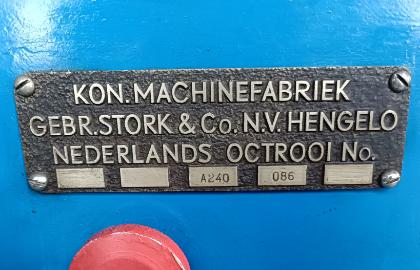 KON. MACHINEFABRIEK
GEBR. STORK & Co. N.V. HENGELO
NEDERLANDS OCTROOI No.
A240 086